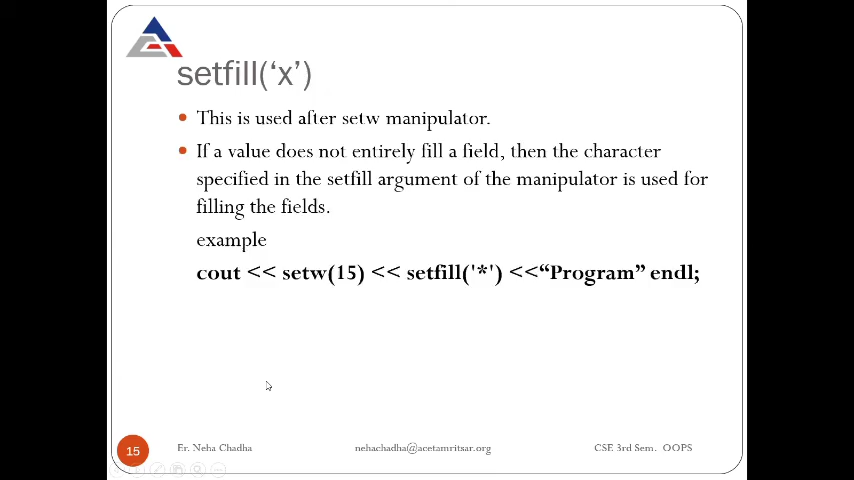 setfill(‘x’)
This is used after setw manipulator.
If a value does not entirely fill a field, then the character
specified in the setfill argument of the manipulator is used for
filling the fields.
example
cout << setw(15) << setfill('*') <<“Program” endl;
15
Er. Neha Chadha
nehachadha@acetamritsar.org
CSE 3rd Sem. OOPS